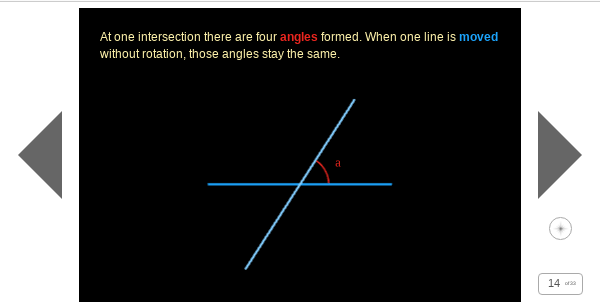 At one intersection there are four angles formed. When one line is moved
without rotation, those angles stay the same.
a
14 of 33